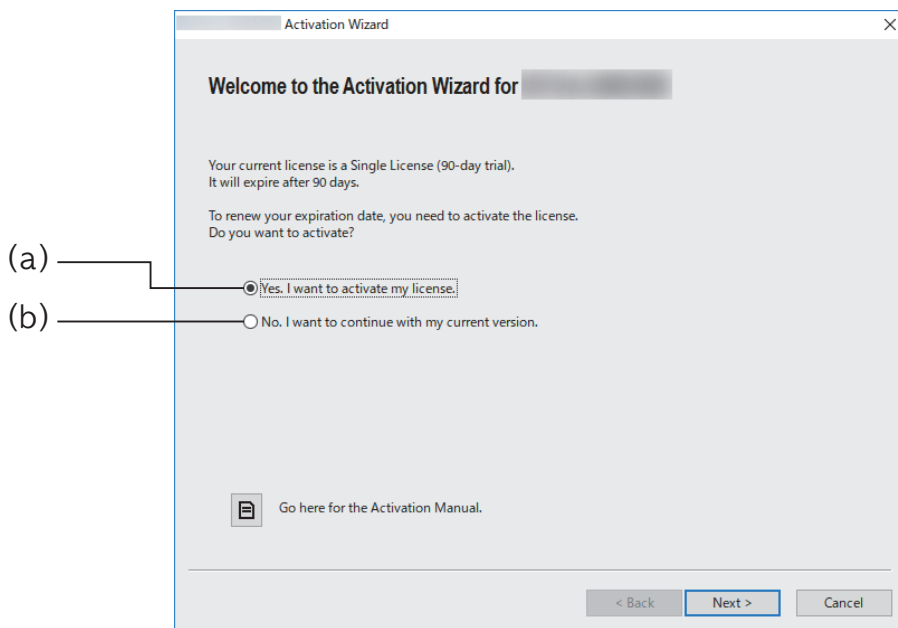 Activation Wizard
Welcome to the Activation Wizard for
Your current license is a Single License (90-day trial).
It will expire after 90 days.
To renew your expiration date, you need to activate the license.
Do you want to activate?
(a)
Yes. I want to activate my license.
(b)
No. I want to continue with my current version.
Go here for the Activation Manual.
< Back
Next >
Cancel